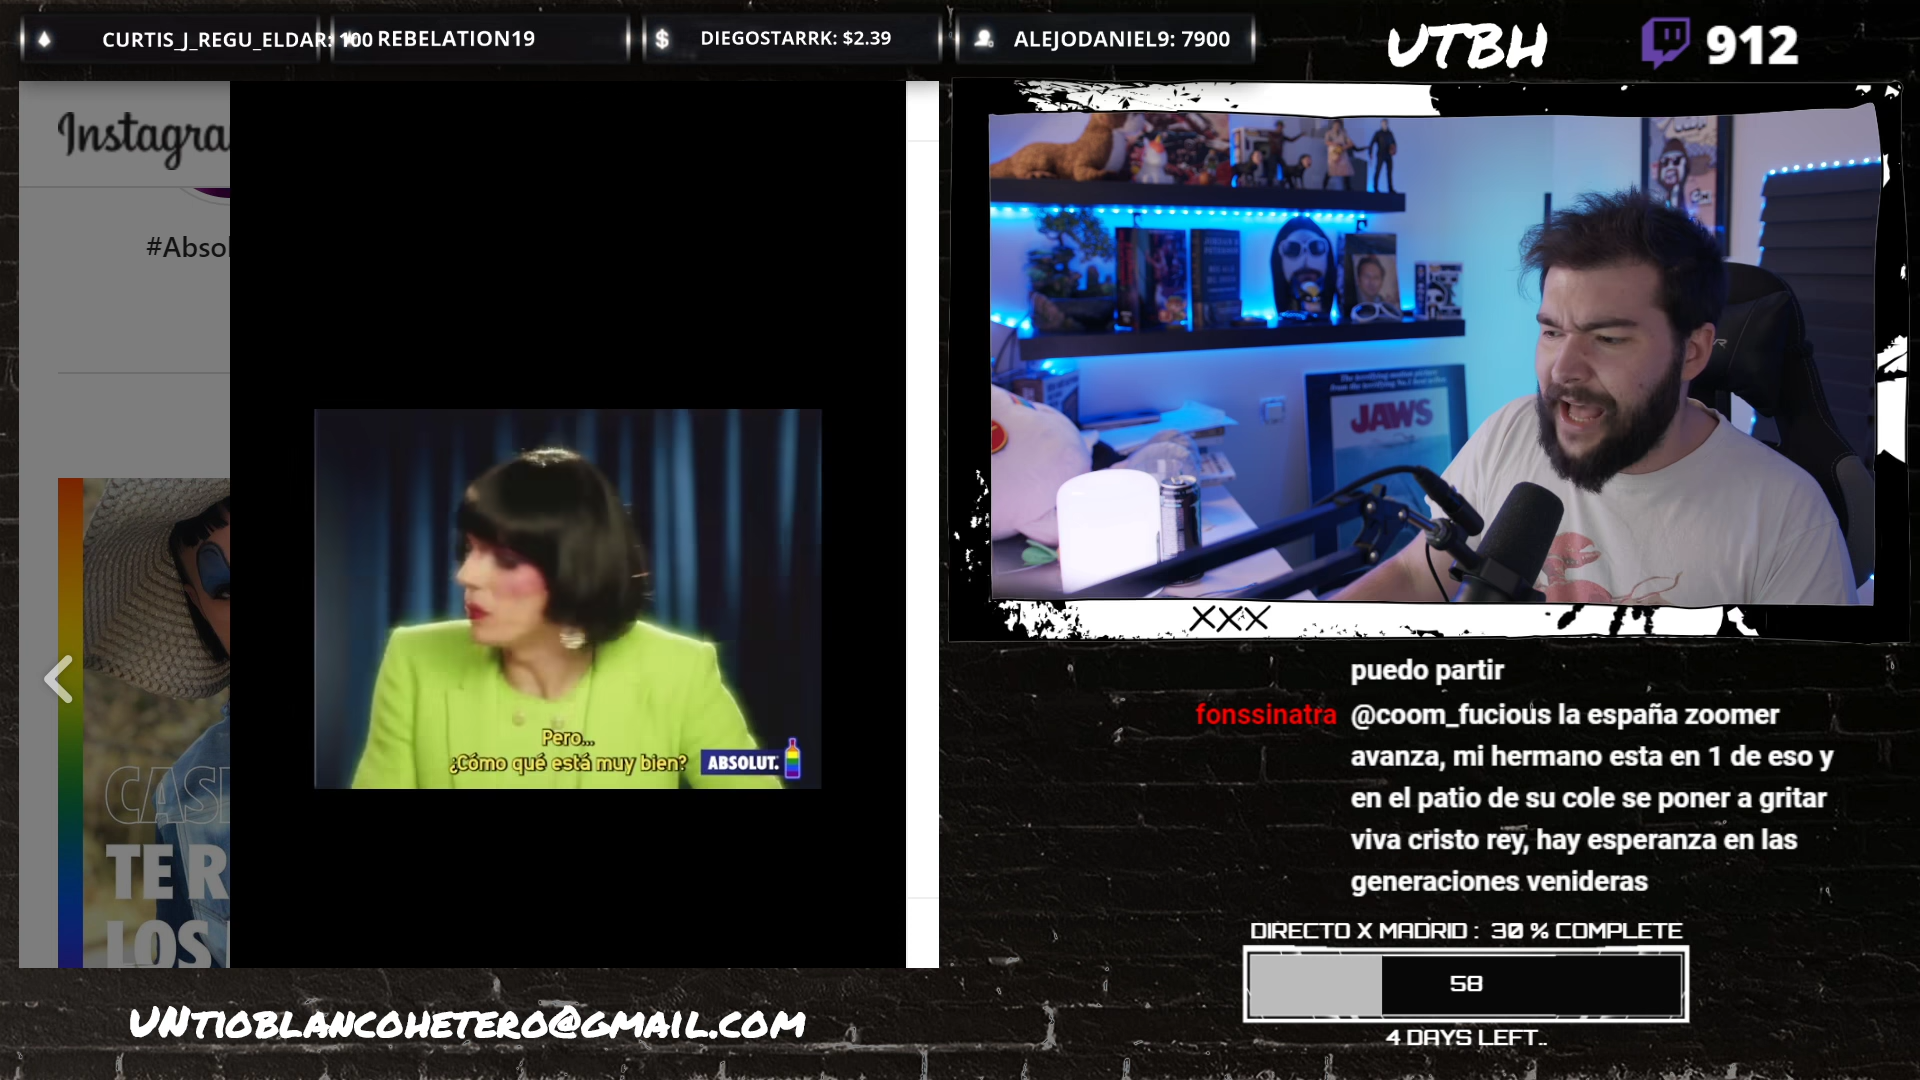 CURTIS_J_REGU_ELDAR: 100
REBELATION19
DIEGOSTARRK: $2.39
ALEJODANIEL9: 7900
UTBH
912
Instagra
#Absol
CASI
TE R
LOS
Pero...
¿Cómo qué está muy bien?
ABSOLUT.
JAWS
XXX
puedo partir
fonssinatra @coom_fucious la españa zoomer
avanza, mi hermano esta en 1 de eso y
en el patio de su cole se poner a gritar
viva cristo rey, hay esperanza en las
generaciones venideras
DIRECTO X MADRID : 30 % COMPLETE
58
4 DAYS LEFT..
UNTIOBLANCOHETERO@GMAIL.COM